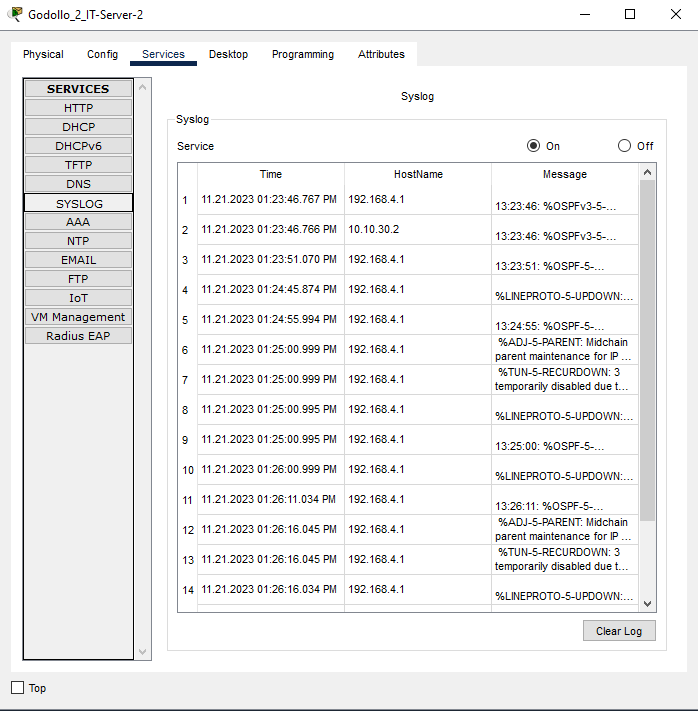 Godollo_2_IT-Server-2
Physical Config Services Desktop Programming Attributes
SERVICES
HTTP
DHCP
DHCPv6
TFTP
DNS
SYSLOG
AAA
NTP
EMAIL
FTP
IoT
VM Management
Radius EAP
Syslog
Syslog
Service On Off
Time HostName Message
1 11.21.2023 01:23:46.767 PM 192.168.4.1 13:23:46: %OSPFv3-5-...
2 11.21.2023 01:23:46.766 PM 10.10.30.2 13:23:46: %OSPFv3-5-...
3 11.21.2023 01:23:51.070 PM 192.168.4.1 13:23:51: %OSPF-5-...
4 11.21.2023 01:24:45.874 PM 192.168.4.1 %LINEPROTO-5-UPDOWN:...
5 11.21.2023 01:24:55.994 PM 192.168.4.1 13:24:55: %OSPF-5-...
6 11.21.2023 01:25:00.999 PM 192.168.4.1 %ADJ-5-PARENT: Midchain
parent maintenance for IP ...
7 11.21.2023 01:25:00.999 PM 192.168.4.1 %TUN-5-RECURDOWN: 3
temporarily disabled due t...
8 11.21.2023 01:25:00.995 PM 192.168.4.1 %LINEPROTO-5-UPDOWN:...
9 11.21.2023 01:25:00.995 PM 192.168.4.1 13:25:00: %OSPF-5-...
10 11.21.2023 01:26:00.999 PM 192.168.4.1 %LINEPROTO-5-UPDOWN:...
11 11.21.2023 01:26:11.034 PM 192.168.4.1 13:26:11: %OSPF-5-...
12 11.21.2023 01:26:16.045 PM 192.168.4.1 %ADJ-5-PARENT: Midchain
parent maintenance for IP ...
13 11.21.2023 01:26:16.045 PM 192.168.4.1 %TUN-5-RECURDOWN: 3
temporarily disabled due t...
14 11.21.2023 01:26:16.034 PM 192.168.4.1 %LINEPROTO-5-UPDOWN:...
Clear Log
Top